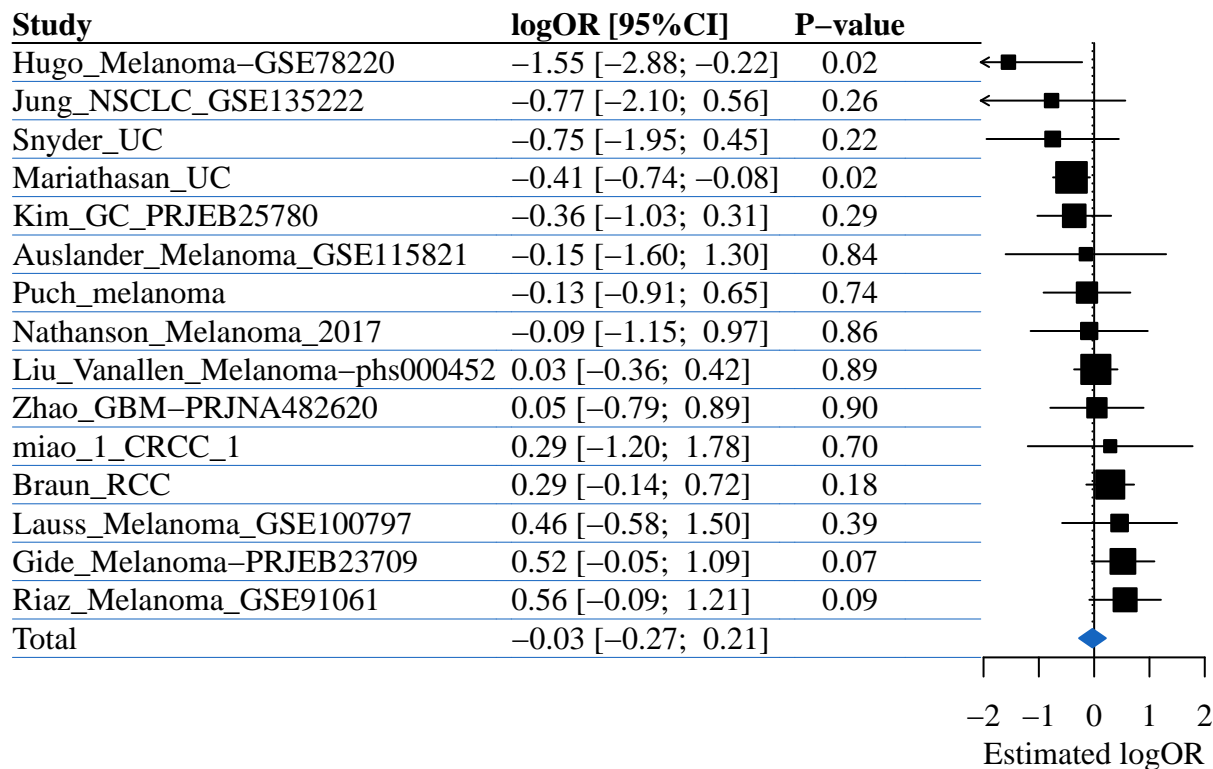 Study logOR [95%CI] P−value
Hugo_Melanoma−GSE78220 −1.55 [−2.88; −0.22] 0.02
Jung_NSCLC_GSE135222 −0.77 [−2.10; 0.56] 0.26
Snyder_UC −0.75 [−1.95; 0.45] 0.22
Mariathasan_UC −0.41 [−0.74; −0.08] 0.02
Kim_GC_PRJEB25780 −0.36 [−1.03; 0.31] 0.29
Auslander_Melanoma_GSE115821 −0.15 [−1.60; 1.30] 0.84
Puch_melanoma −0.13 [−0.91; 0.65] 0.74
Nathanson_Melanoma_2017 −0.09 [−1.15; 0.97] 0.86
Liu_Vanallen_Melanoma−phs000452 0.03 [−0.36; 0.42] 0.89
Zhao_GBM−PRJNA482620 0.05 [−0.79; 0.89] 0.90
miao_1_CRCC_1 0.29 [−1.20; 1.78] 0.70
Braun_RCC 0.29 [−0.14; 0.72] 0.18
Lauss_Melanoma_GSE100797 0.46 [−0.58; 1.50] 0.39
Gide_Melanoma−PRJEB23709 0.52 [−0.05; 1.09] 0.07
Riaz_Melanoma_GSE91061 0.56 [−0.09; 1.21] 0.09
Total −0.03 [−0.27; 0.21]
−2 −1 0 1 2
Estimated logOR